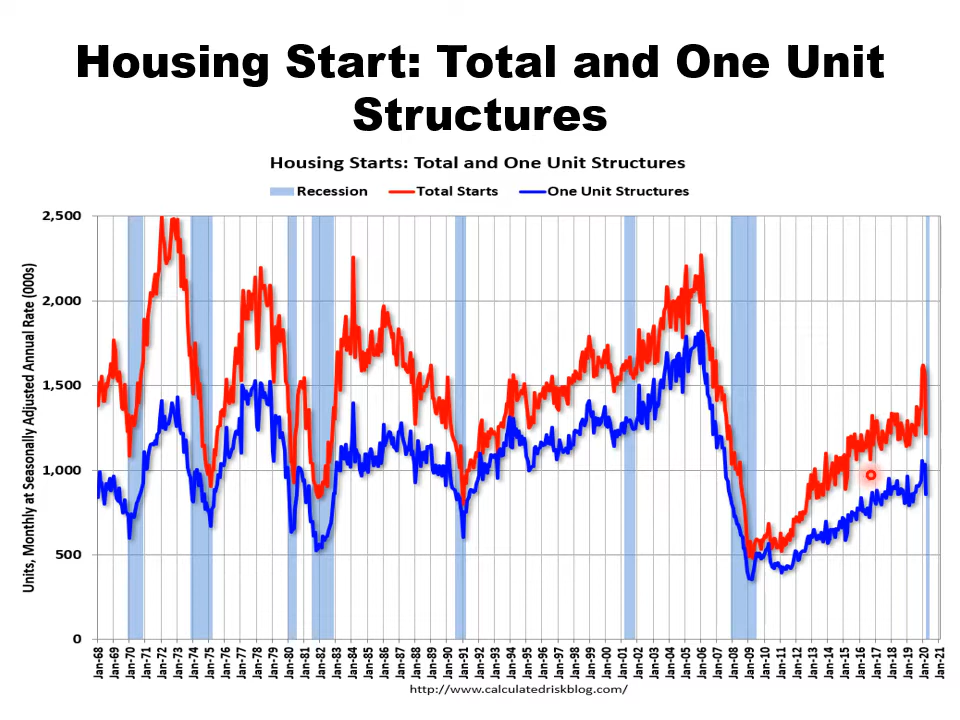 Housing Start: Total and One Unit
Structures
Housing Starts: Total and One Unit Structures
Recession
Total Starts
One Unit Structures
Units, Monthly at Seasonally Adjusted Annual Rate (000s)
2,500
2,000
1,500
1,000
500
0
Jan-68
Jan-69
Jan-70
Jan-71
Jan-72
Jan-73
Jan-74
Jan-75
Jan-76
Jan-77
Jan-78
Jan-79
Jan-80
Jan-81
Jan-82
Jan-83
Jan-84
Jan-85
Jan-86
Jan-87
Jan-88
Jan-89
Jan-90
Jan-91
Jan-92
Jan-93
Jan-94
Jan-95
Jan-96
Jan-97
Jan-98
Jan-99
Jan-00
Jan-01
Jan-02
Jan-03
Jan-04
Jan-05
Jan-06
Jan-07
Jan-08
Jan-09
Jan-10
Jan-11
Jan-12
Jan-13
Jan-14
Jan-15
Jan-16
Jan-17
Jan-18
Jan-19
Jan-20
Jan-21
http://www.calculatedriskblog.com/